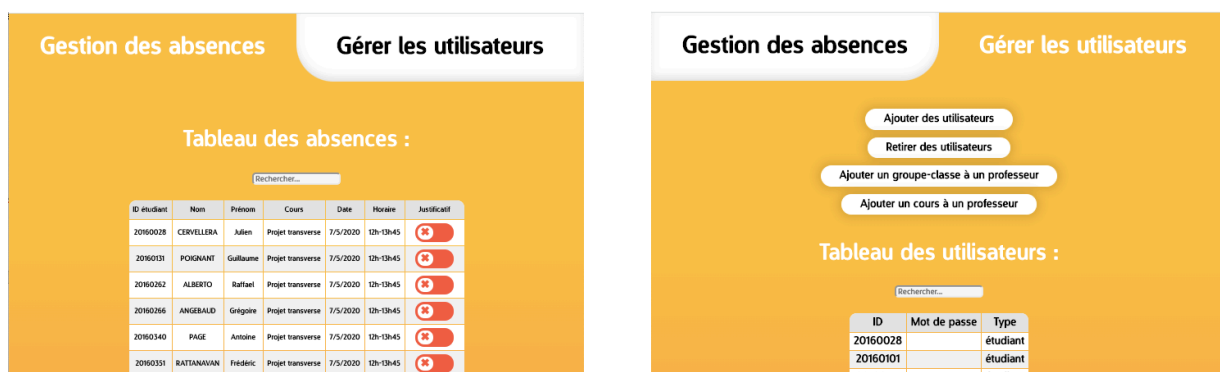 Gestion des absences Gérer les utilisateurs
Tableau des absences :
Rechercher...
ID étudiant Nom Prénom Cours Date Horaire Justificatif
20160028 CERVELLERA Julien Projet transverse 7/5/2020 12h-13h45
20160131 POIGNANT Guillaume Projet transverse 7/5/2020 12h-13h45
20160262 ALBERTO Raffael Projet transverse 7/5/2020 12h-13h45
20160266 ANGEBAUD Grégoire Projet transverse 7/5/2020 12h-13h45
20160340 PAGE Antoine Projet transverse 7/5/2020 12h-13h45
20160351 RATTANAVAN Frédéric Projet transverse 7/5/2020 12h-13h45
Gestion des absences Gérer les utilisateurs
Ajouter des utilisateurs
Retirer des utilisateurs
Ajouter un groupe-classe à un professeur
Ajouter un cours à un professeur
Tableau des utilisateurs :
Rechercher...
ID Mot de passe Type
20160028 étudiant
20160101 étudiant